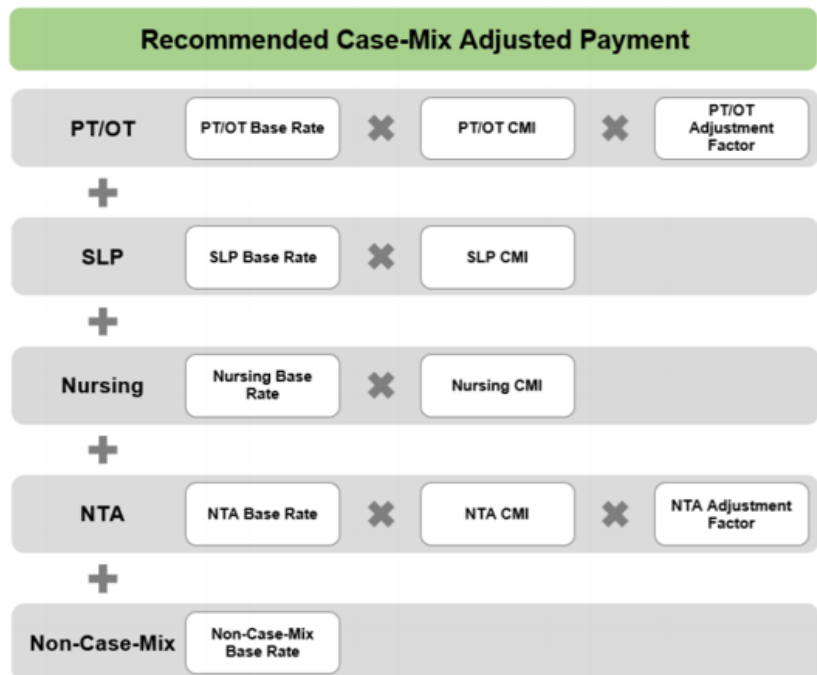 Recommended Case-Mix Adjusted Payment
PT/OT
PT/OT Base Rate
PT/OT CMI
PT/OT
Adjustment
Factor
SLP
SLP Base Rate
SLP CMI
Nursing
Nursing Base
Rate
Nursing CMI
NTA
NTA Base Rate
NTA CMI
NTA Adjustment
Factor
Non-Case-Mix
Non-Case-Mix
Base Rate